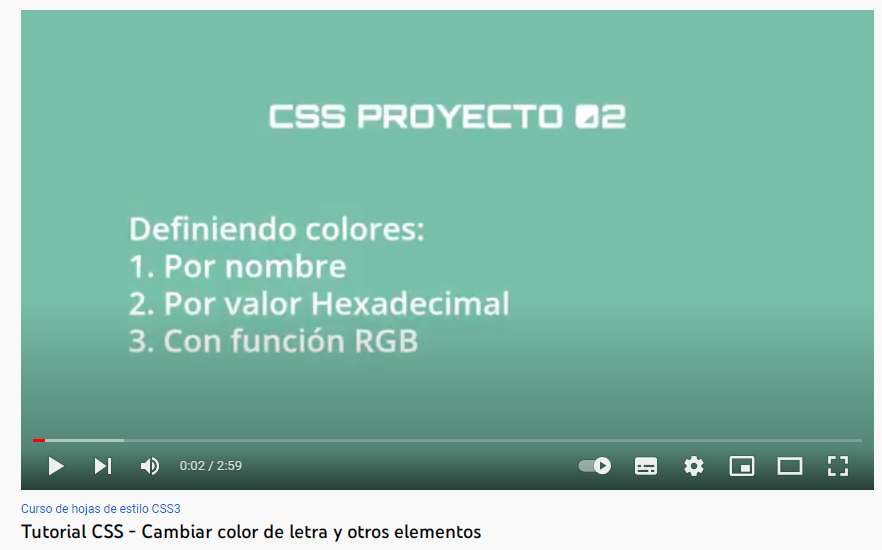 CSS PROYECTO 02
Definiendo colores:
1. Por nombre
2. Por valor Hexadecimal
3. Con función RGB
0:02 / 2:59
Curso de hojas de estilo CSS3
Tutorial CSS - Cambiar color de letra y otros elementos